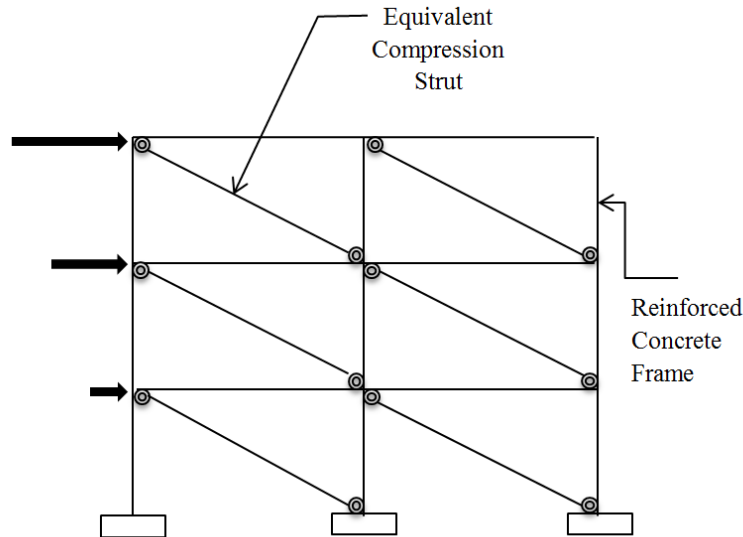 Equivalent
Compression
Strut
Reinforced
Concrete
Frame